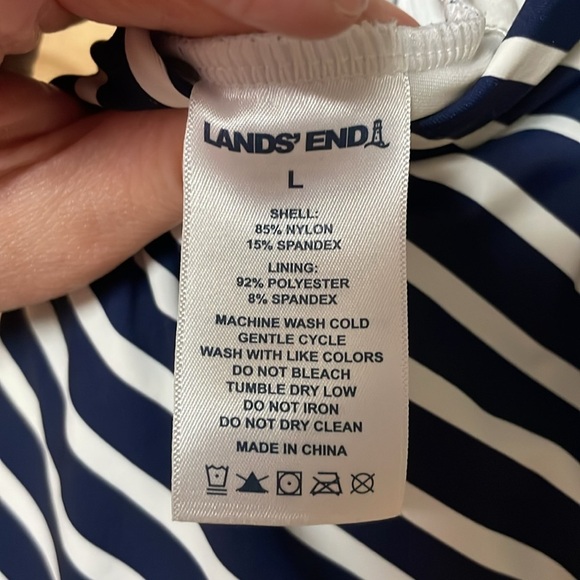 LANDS' END
L
SHELL:
85% NYLON
15% SPANDEX
LINING:
92% POLYESTER
8% SPANDEX
MACHINE WASH COLD
GENTLE CYCLE
WASH WITH LIKE COLORS
DO NOT BLEACH
TUMBLE DRY LOW
DO NOT IRON
DO NOT DRY CLEAN
MADE IN CHINA